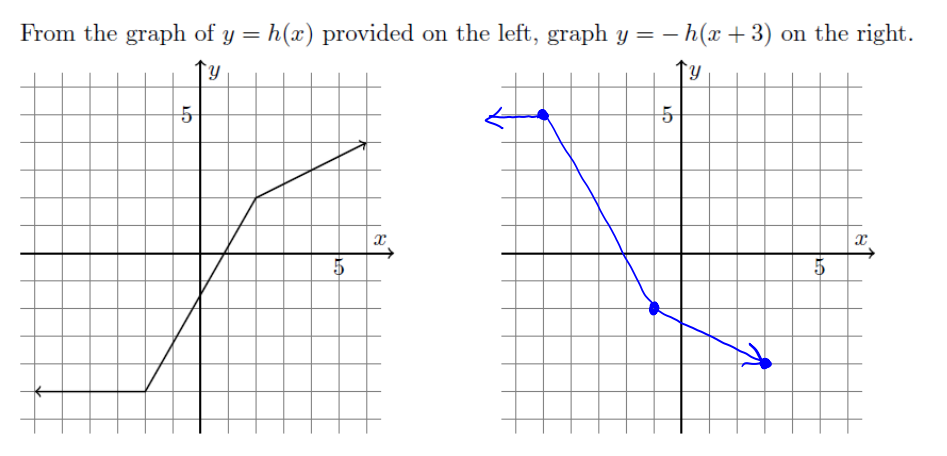 From the graph of y = h(x) provided on the left, graph y = − h(x + 3) on the right.
y y
5 5
x x
5 5